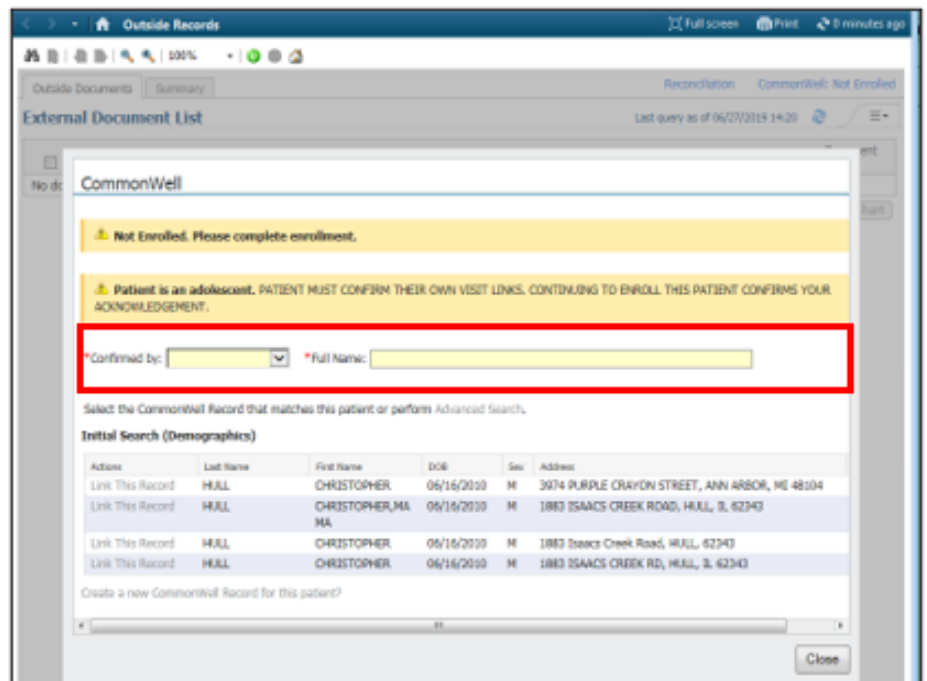 Outside Records Full screen Print 0 minutes ago
100%
Outside Documents Summary Reconciliation CommonWell: Not Enrolled
External Document List Last query as of 06/27/2019 14:20
ent
No do
CommonWell
hart
Not Enrolled. Please complete enrollment.
Patient is an adolescent. PATIENT MUST CONFIRM THEIR OWN VISIT LINKS. CONTINUING TO ENROLL THIS PATIENT CONFIRMS YOUR
ACKNOWLEDGEMENT.
*Confirmed by: *Full Name:
Select the CommonWell Record that matches this patient or perform Advanced Search.
Initial Search (Demographics)
Actions Last Name First Name DOB Sex Address
Link This Record HULL CHRISTOPHER 06/16/2010 M 3974 PURPLE CRAYON STREET, ANN ARBOR, MI 48104
Link This Record HULL CHRISTOPHER,MA 06/16/2010 M 1883 ISAACS CREEK ROAD, HULL, IL 62343
MA
Link This Record HULL CHRISTOPHER 06/16/2010 M 1883 Isaacs Creek Road, HULL, 62343
Link This Record HULL CHRISTOPHER 06/16/2010 M 1883 ISAACS CREEK RD, HULL, IL 62343
Create a new CommonWell Record for this patient?
Close